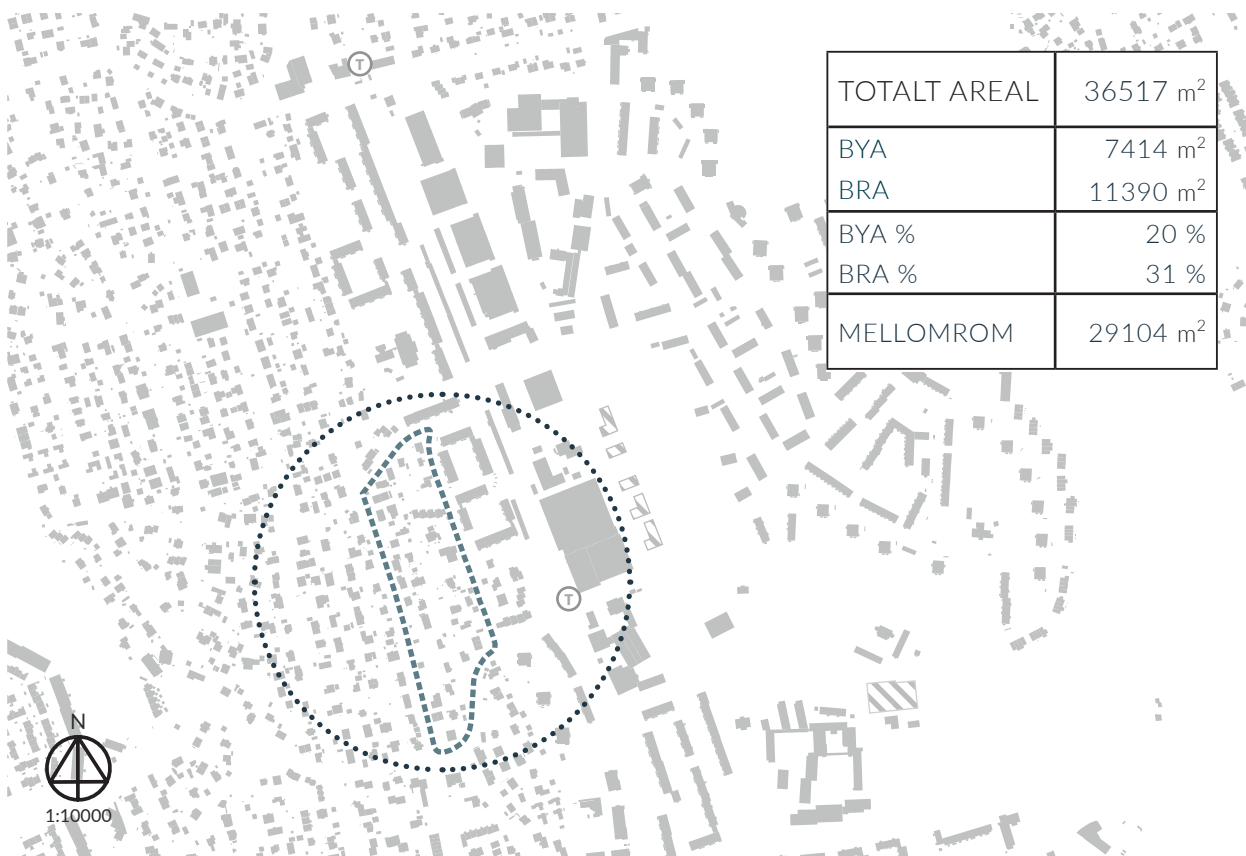 T
TOTALT AREAL 36517 m²
BYA 7414 m²
BRA 11390 m²
BYA % 20 %
BRA % 31 %
MELLOMROM 29104 m²
T
N
1:10000